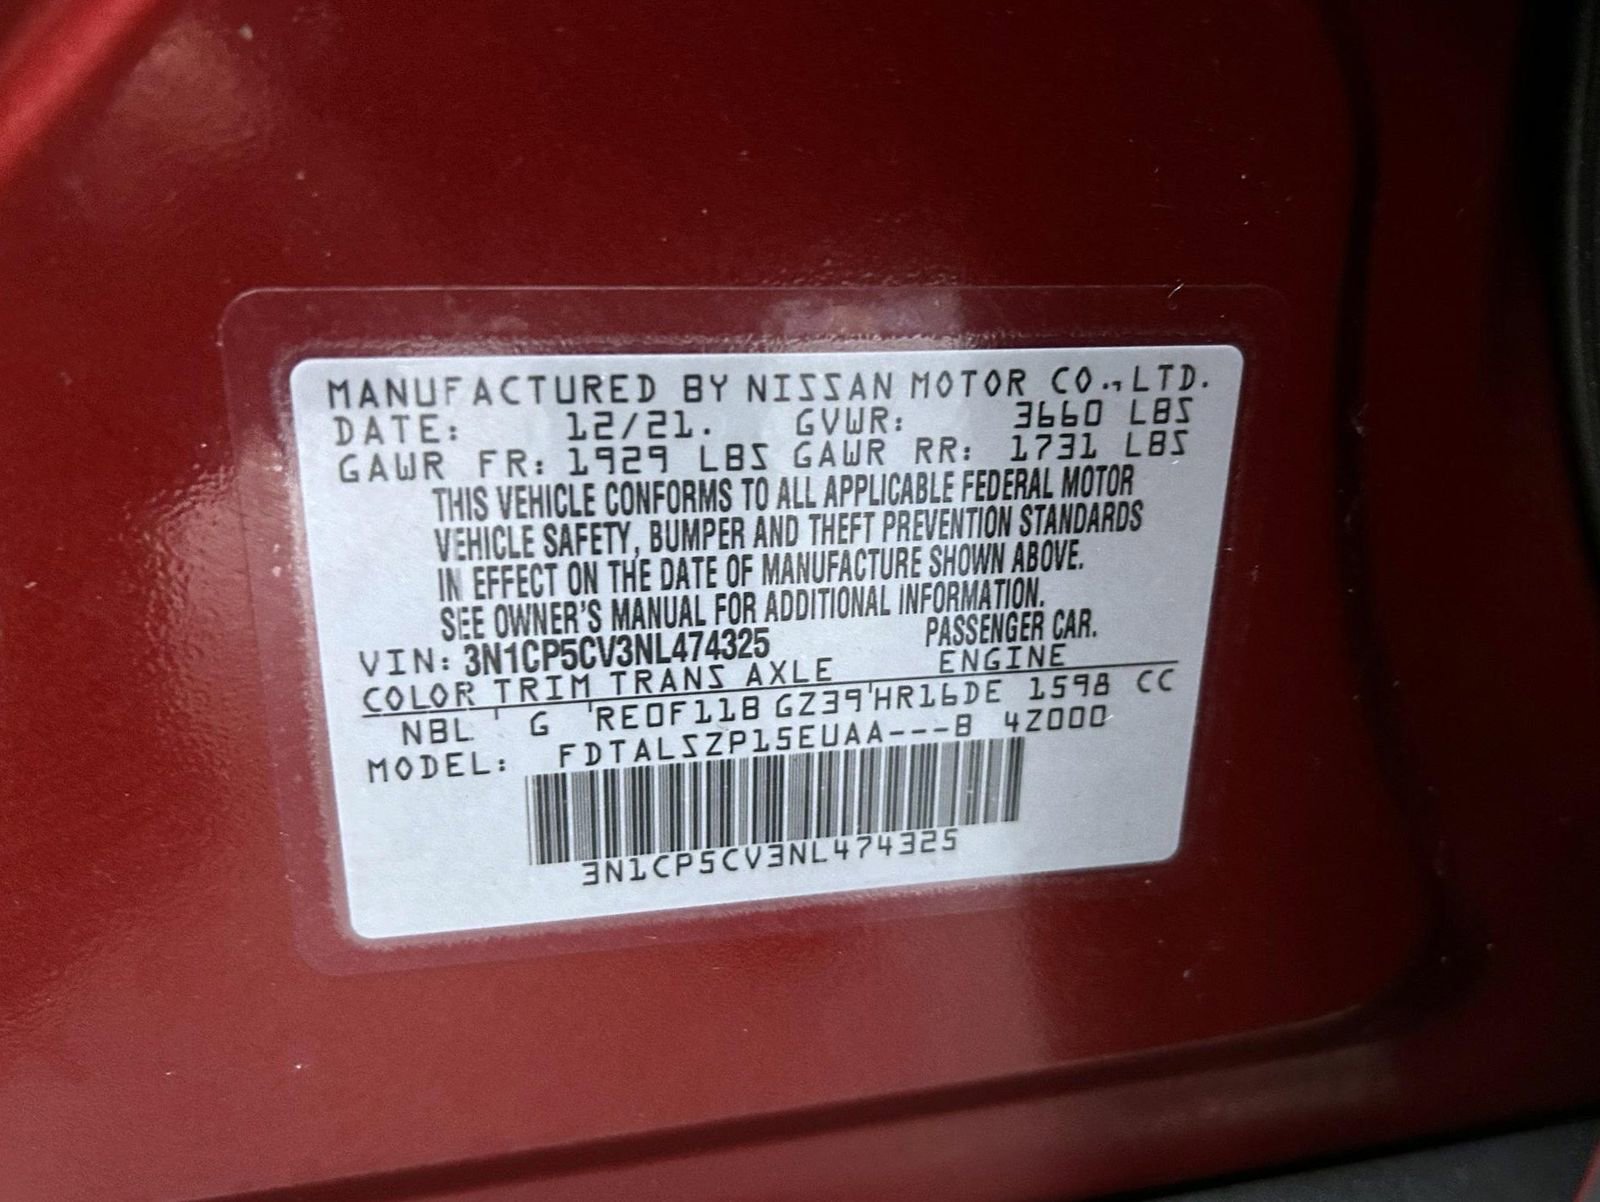 MANUFACTURED BY NISSAN MOTOR CO., LTD.
DATE: 12/21. GVWR: 3660 LBS
GAWR FR: 1929 LBS GAWR RR: 1731 LBS
THIS VEHICLE CONFORMS TO ALL APPLICABLE FEDERAL MOTOR
VEHICLE SAFETY, BUMPER AND THEFT PREVENTION STANDARDS
IN EFFECT ON THE DATE OF MANUFACTURE SHOWN ABOVE.
SEE OWNER'S MANUAL FOR ADDITIONAL INFORMATION.
VIN: 3N1CP5CV3NL474325 PASSENGER CAR.
COLOR TRIM TRANS AXLE ENGINE
NBL G RE0F11B GZ39 HR16DE 1598 CC
MODEL: FDTALSZP15EUAA---B 4Z000
3N1CP5CV3NL474325